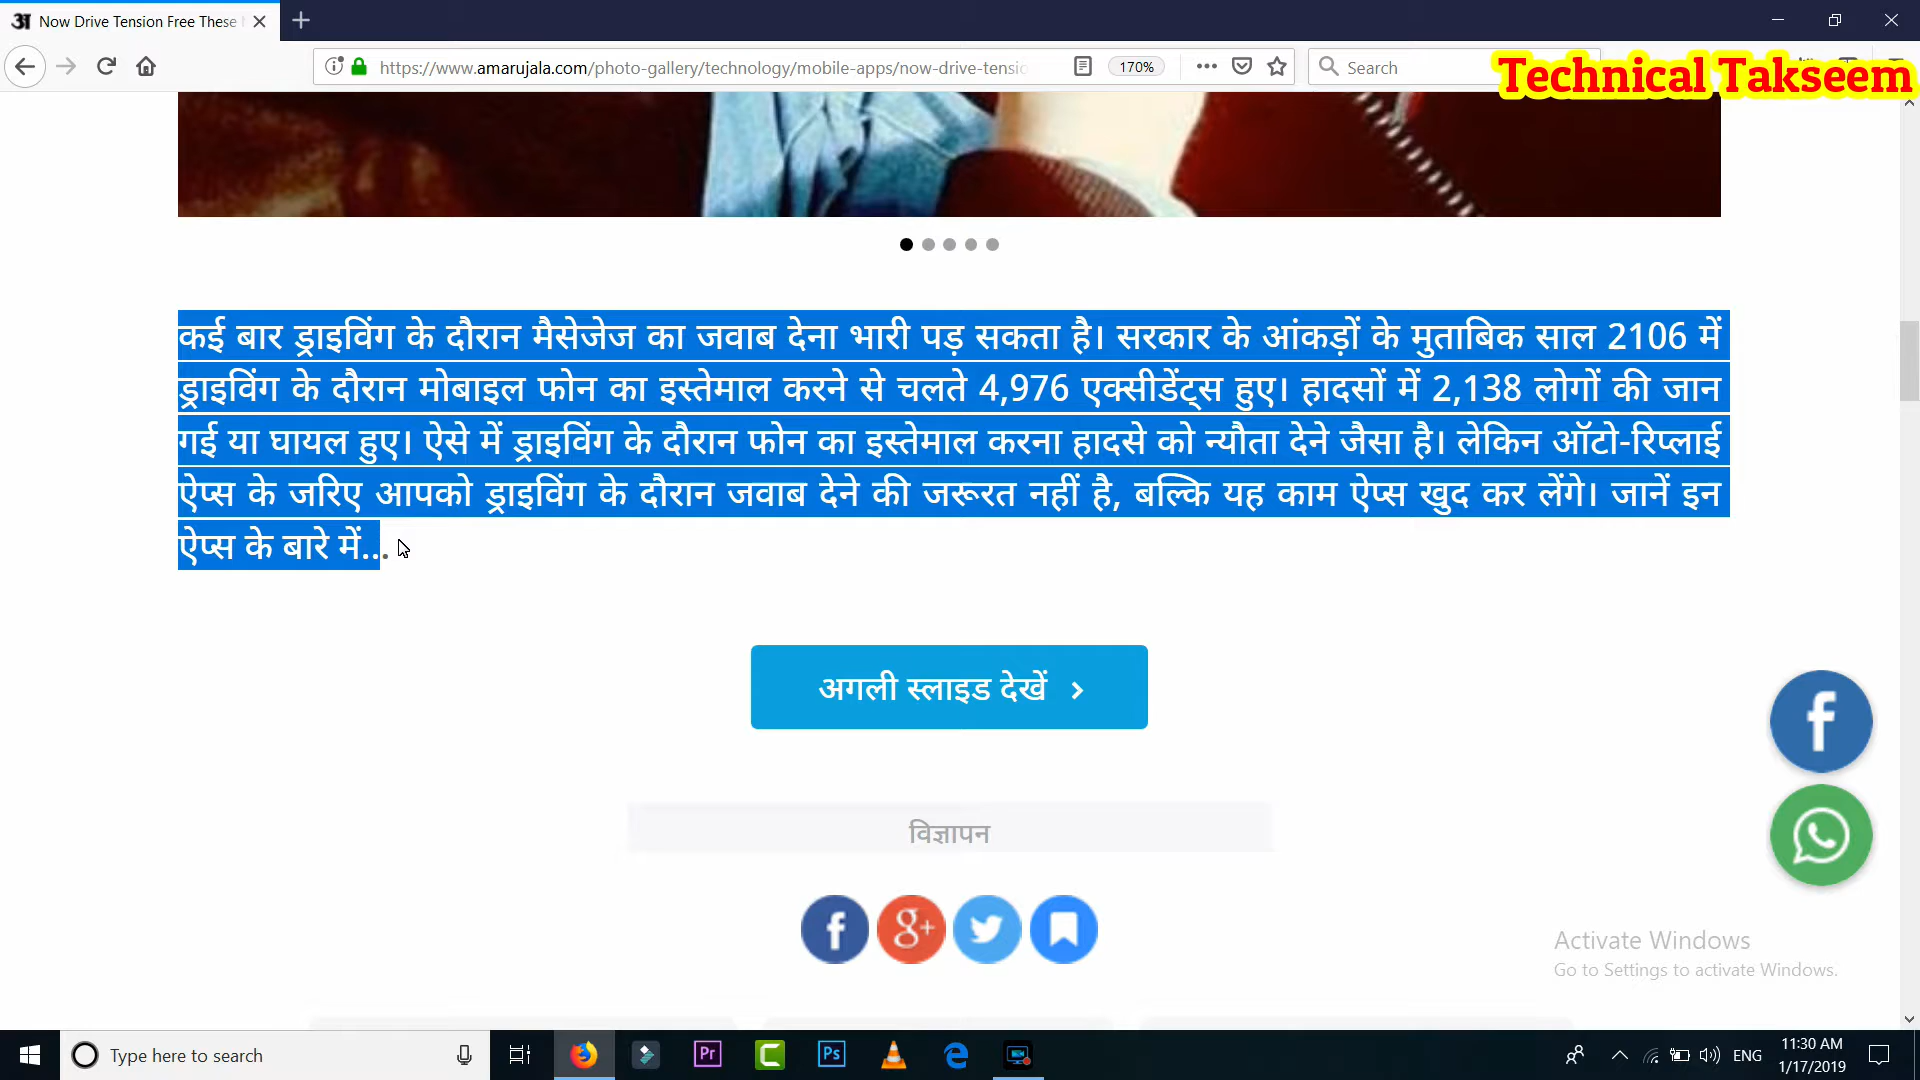 Now Drive Tension Free These
https://www.amarujala.com/photo-gallery/technology/mobile-apps/now-drive-tensio
170%
Search
Technical Takseem
कई बार ड्राइविंग के दौरान मैसेजेज का जवाब देना भारी पड़ सकता है। सरकार के आंकड़ों के मुताबिक साल 2106 में
ड्राइविंग के दौरान मोबाइल फोन का इस्तेमाल करने से चलते 4,976 एक्सीडेंट्स हुए। हादसों में 2,138 लोगों की जान
गई या घायल हुए। ऐसे में ड्राइविंग के दौरान फोन का इस्तेमाल करना हादसे को न्यौता देने जैसा है। लेकिन ऑटो-रिप्लाई
ऐप्स के जरिए आपको ड्राइविंग के दौरान जवाब देने की जरूरत नहीं है, बल्कि यह काम ऐप्स खुद कर लेंगे। जानें इन
ऐप्स के बारे में...
अगली स्लाइड देखें
विज्ञापन
Activate Windows
Go to Settings to activate Windows.
Type here to search
Pr
Ps
ENG
11:30 AM
1/17/2019